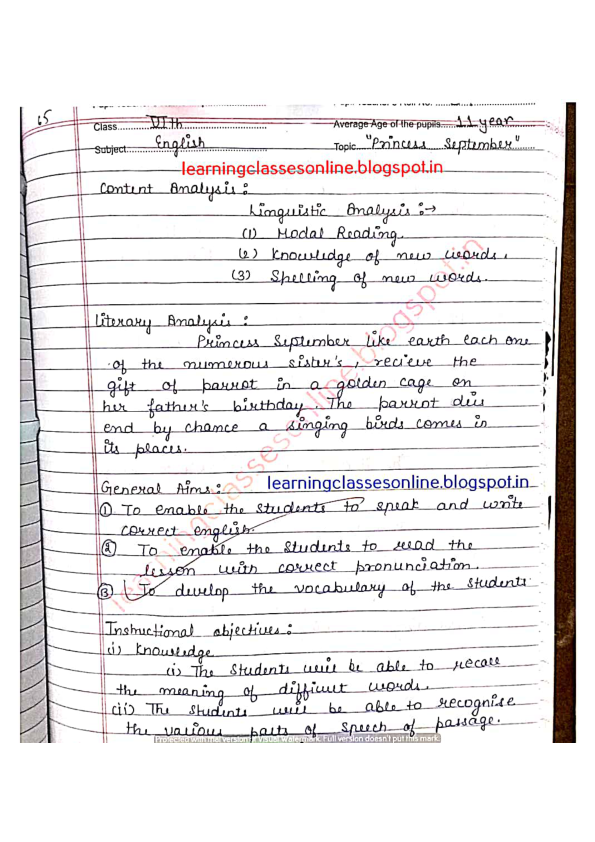 65
Class VIth Average Age of the pupils 11 year
Subject English Topic "Princess September"
learningclassesonline.blogspot.in
Content Analysis :
Linguistic Analysis :→
(1) Modal Reading.
(2) Knowledge of new words.
(3) Spelling of new words.
Literary Analysis :
Princess September like earth each one
of the numerous sister's, recieve the
gift of parrot in a golden cage on
her father's birthday. The parrot dies
end by chance a singing birds comes in
its places.
General Aims :
learningclassesonline.blogspot.in
① To enable the students to speak and write
correct english.
② To enable the students to read the
lesson with correct pronunciation.
③ To develop the vocabulary of the students
Instructional objectives :
(i) Knowledge
(i) The students will be able to recall
the meaning of difficult words.
(ii) The students will be able to recognise
the various parts of speech of passage.
learningclassesonline.blogspot.in
Protected with free version of Visual Watermark. Full version doesn't put this mark.